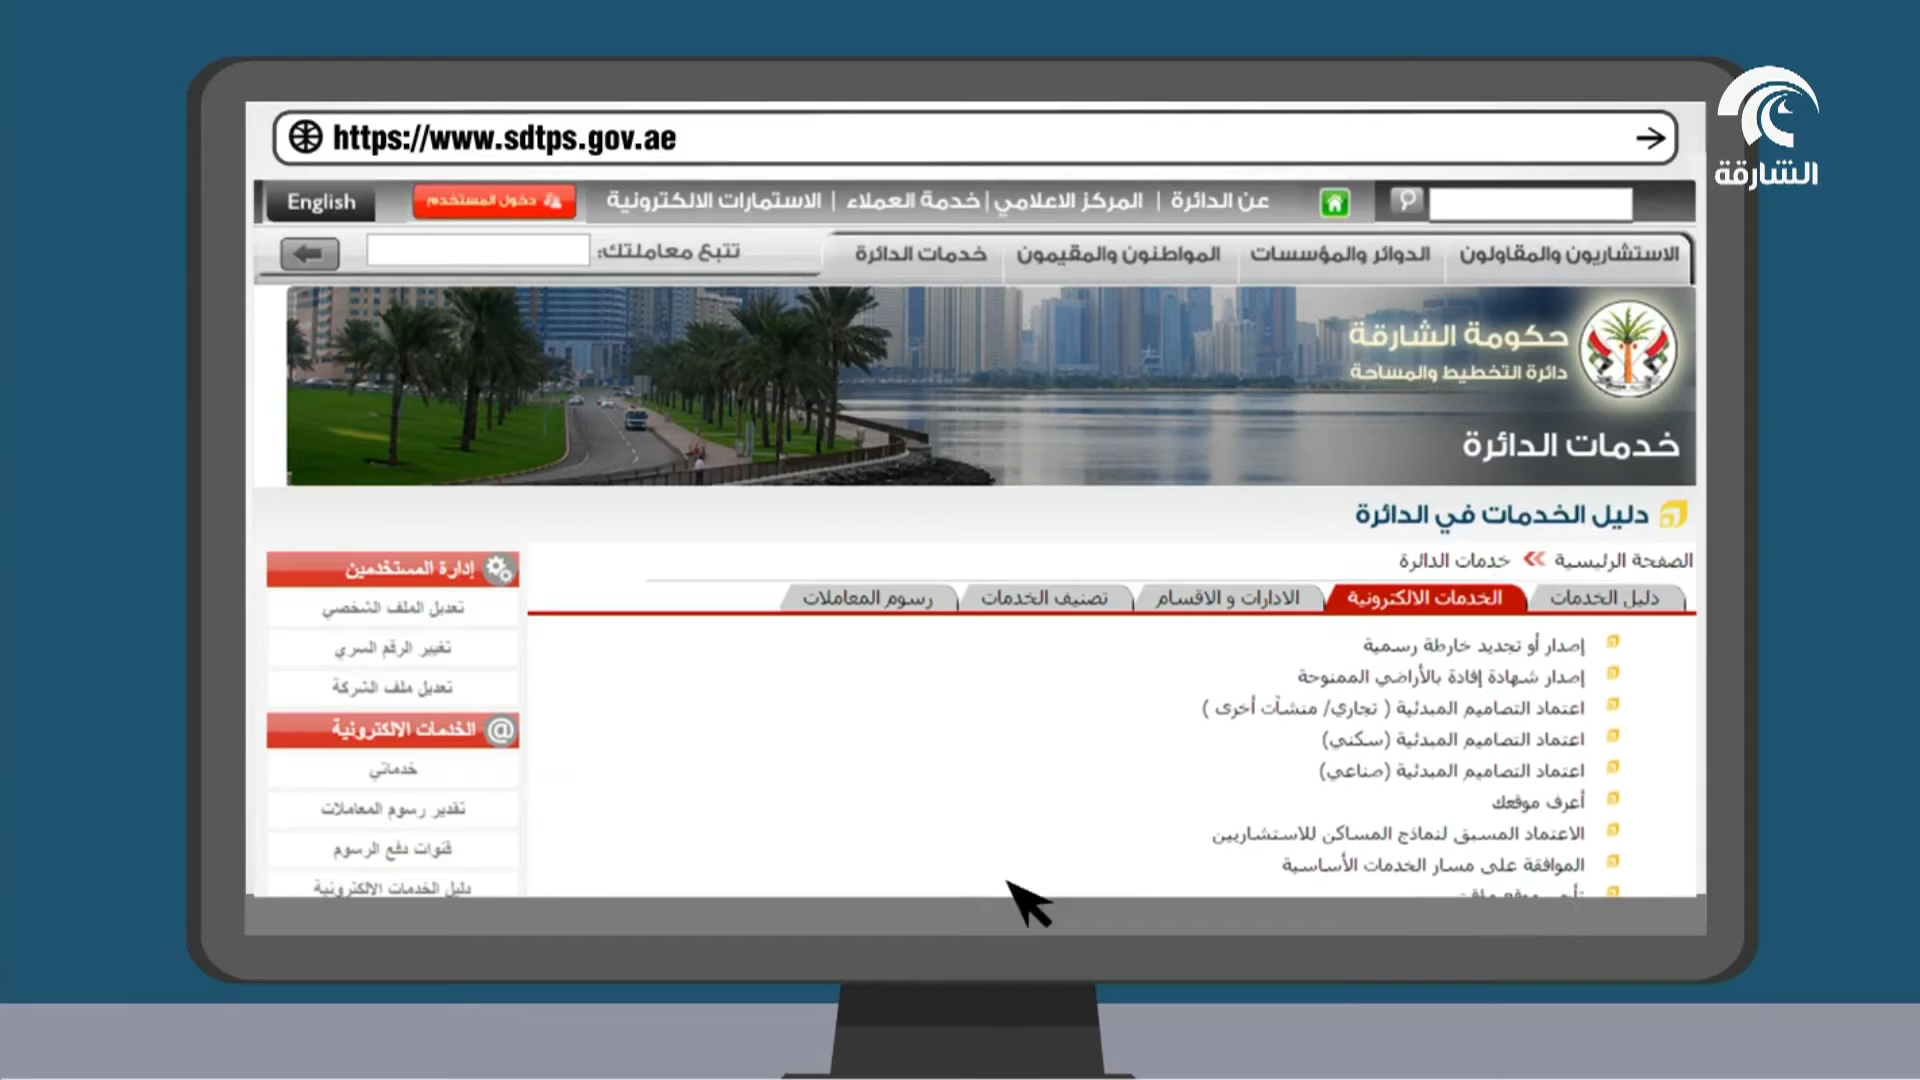 الشارقة
https://www.sdtps.gov.ae
عن الدائرة | المركز الاعلامي | خدمة العملاء | الاستمارات الالكترونية
دخول المستخدم
English
الاستشاريون والمقاولون
الدوائر والمؤسسات
المواطنون والمقيمون
خدمات الدائرة
تتبع معاملتك:
حكومة الشارقة
دائرة التخطيط والمساحة
خدمات الدائرة
دليل الخدمات في الدائرة
الصفحة الرئيسية
خدمات الدائرة
دليل الخدمات
الخدمات الالكترونية
الادارات و الاقسام
تصنيف الخدمات
رسوم المعاملات
إصدار أو تجديد خارطة رسمية
إصدار شهادة إفادة بالأراضي الممنوحة
اعتماد التصاميم المبدئية ( تجاري/ منشآت أخرى )
اعتماد التصاميم المبدئية (سكني)
اعتماد التصاميم المبدئية (صناعي)
أعرف موقعك
الاعتماد المسبق لنماذج المساكن للاستشاريين
الموافقة على مسار الخدمات الأساسية
إدارة المستخدمين
تعديل الملف الشخصي
تغيير الرقم السري
تعديل ملف الشركة
الخدمات الالكترونية
خدماتي
تقدير رسوم المعاملات
قنوات دفع الرسوم
دليل الخدمات الالكترونية